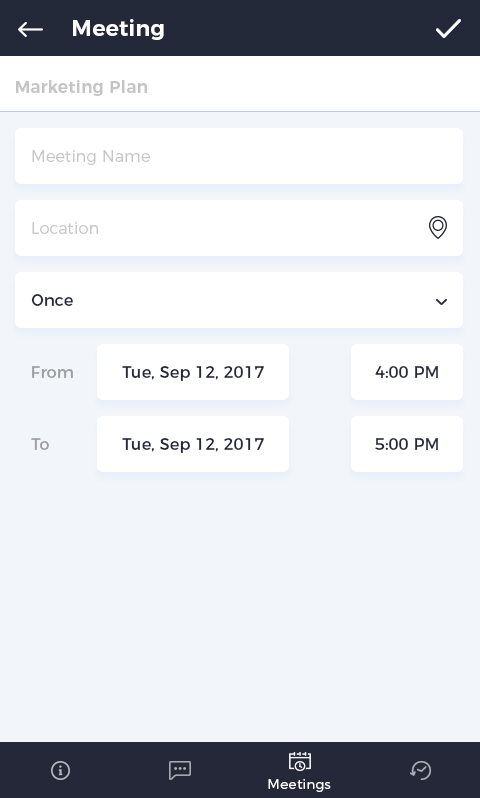 Meeting
Marketing Plan
Meeting Name
Location
Once
From Tue, Sep 12, 2017 4:00 PM
To Tue, Sep 12, 2017 5:00 PM
Meetings